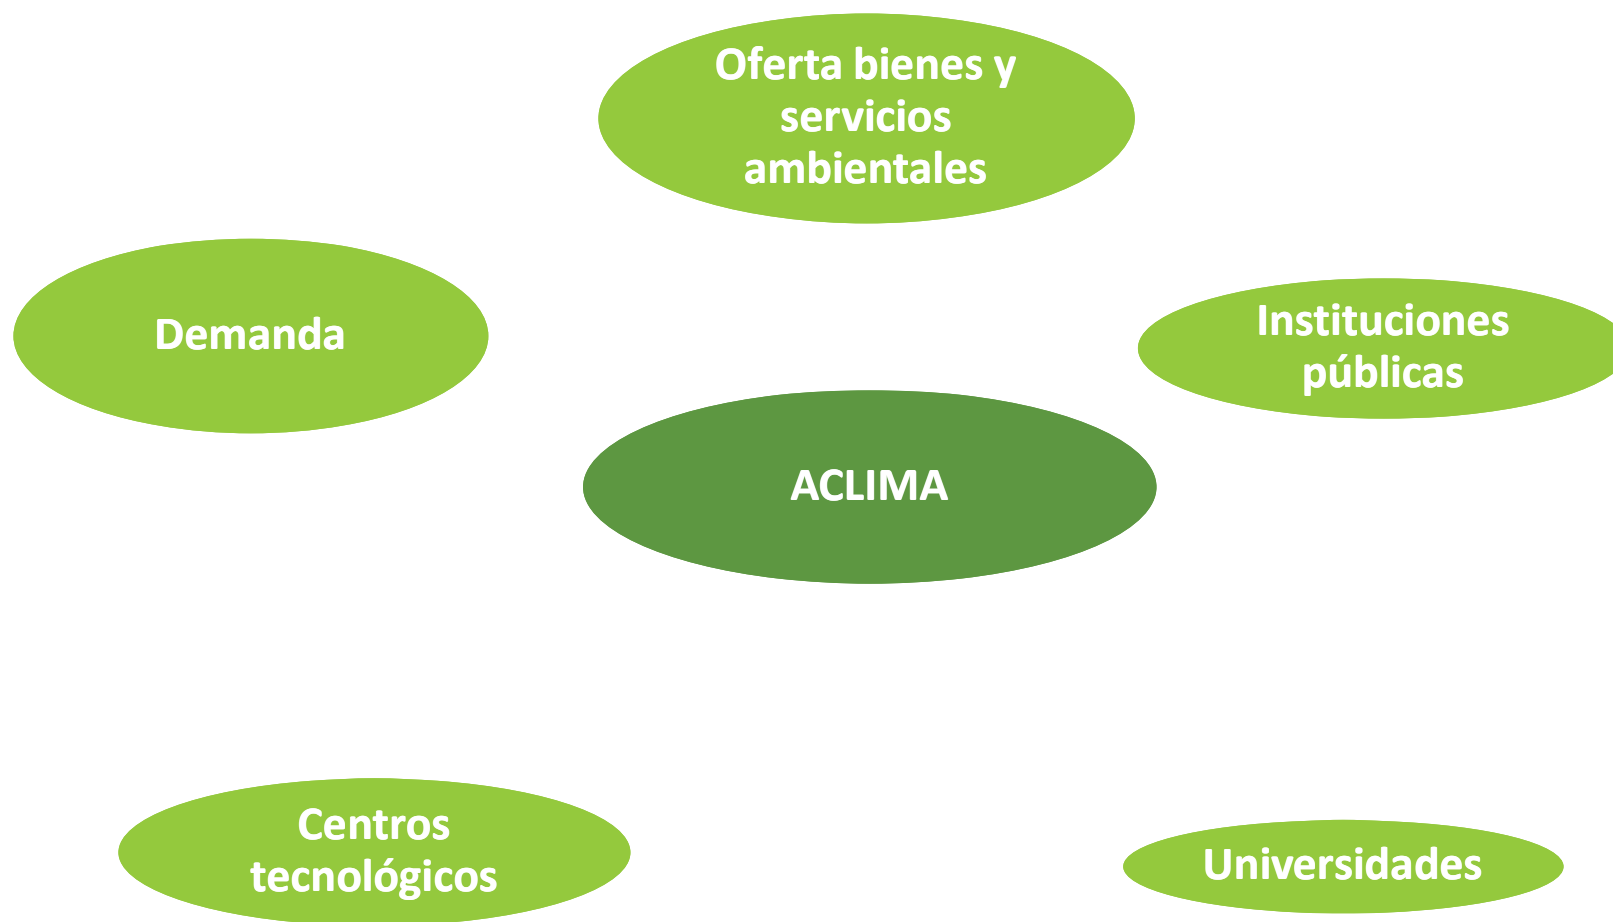 Oferta bienes y
servicios
ambientales
Demanda
Instituciones
públicas
ACLIMA
Centros
tecnológicos
Universidades